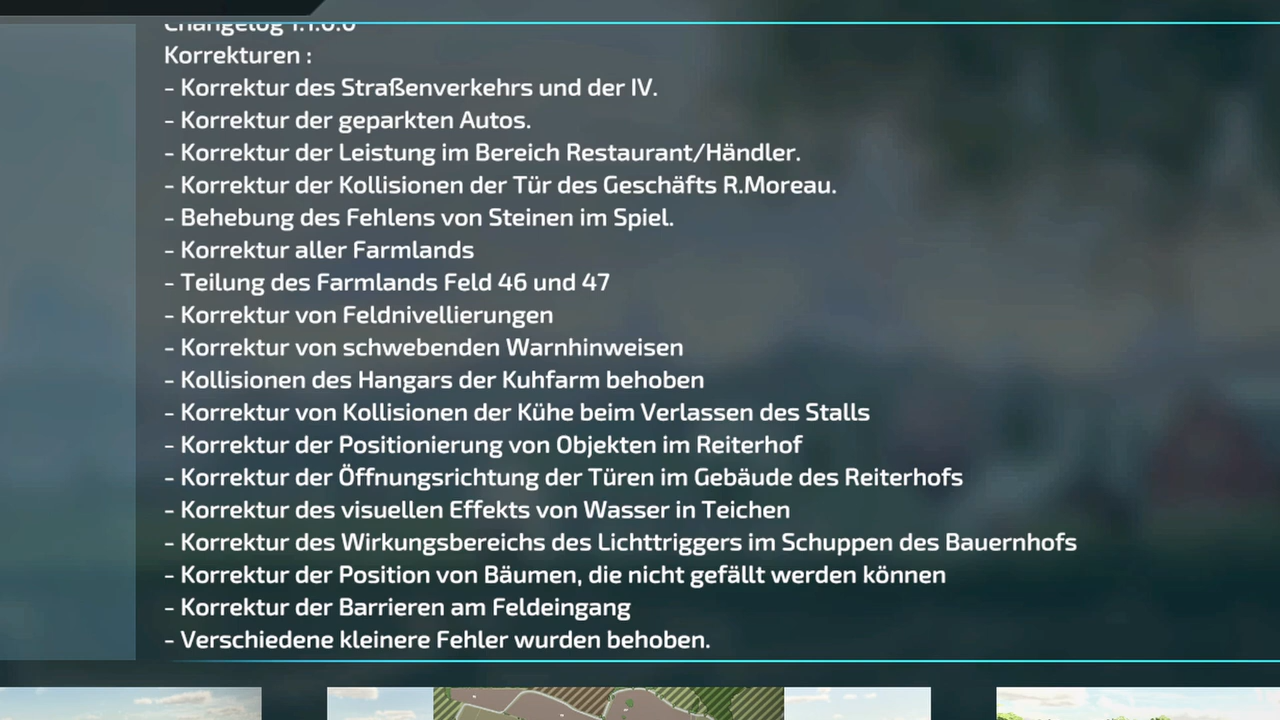 Changelog 1.1.0.0
Korrekturen :
- Korrektur des Straßenverkehrs und der IV.
- Korrektur der geparkten Autos.
- Korrektur der Leistung im Bereich Restaurant/Händler.
- Korrektur der Kollisionen der Tür des Geschäfts R.Moreau.
- Behebung des Fehlens von Steinen im Spiel.
- Korrektur aller Farmlands
- Teilung des Farmlands Feld 46 und 47
- Korrektur von Feldnivellierungen
- Korrektur von schwebenden Warnhinweisen
- Kollisionen des Hangars der Kuhfarm behoben
- Korrektur von Kollisionen der Kühe beim Verlassen des Stalls
- Korrektur der Positionierung von Objekten im Reiterhof
- Korrektur der Öffnungsrichtung der Türen im Gebäude des Reiterhofs
- Korrektur des visuellen Effekts von Wasser in Teichen
- Korrektur des Wirkungsbereichs des Lichttriggers im Schuppen des Bauernhofs
- Korrektur der Position von Bäumen, die nicht gefällt werden können
- Korrektur der Barrieren am Feldeingang
- Verschiedene kleinere Fehler wurden behoben.